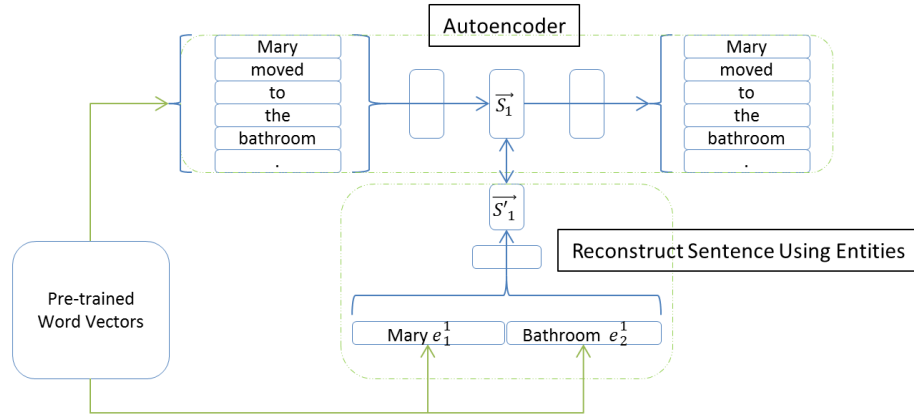 Autoencoder
Mary
moved
to
the
bathroom
.
S⃗₁
Mary
moved
to
the
bathroom
.
S⃗'₁
Reconstruct Sentence Using Entities
Pre-trained
Word Vectors
Mary e₁¹
Bathroom e₂¹